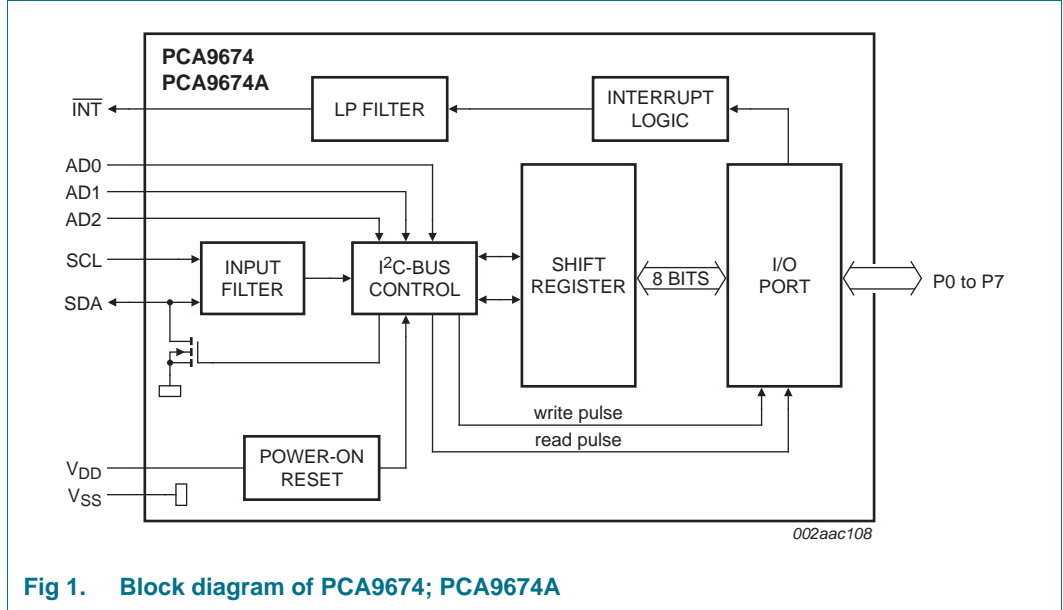 PCA9674
PCA9674A
INT
LP FILTER
INTERRUPT
LOGIC
AD0
AD1
AD2
SCL
SDA
INPUT
FILTER
I2C-BUS
CONTROL
SHIFT
REGISTER
8 BITS
I/O
PORT
P0 to P7
write pulse
read pulse
VDD
VSS
POWER-ON
RESET
002aac108
Fig 1. Block diagram of PCA9674; PCA9674A